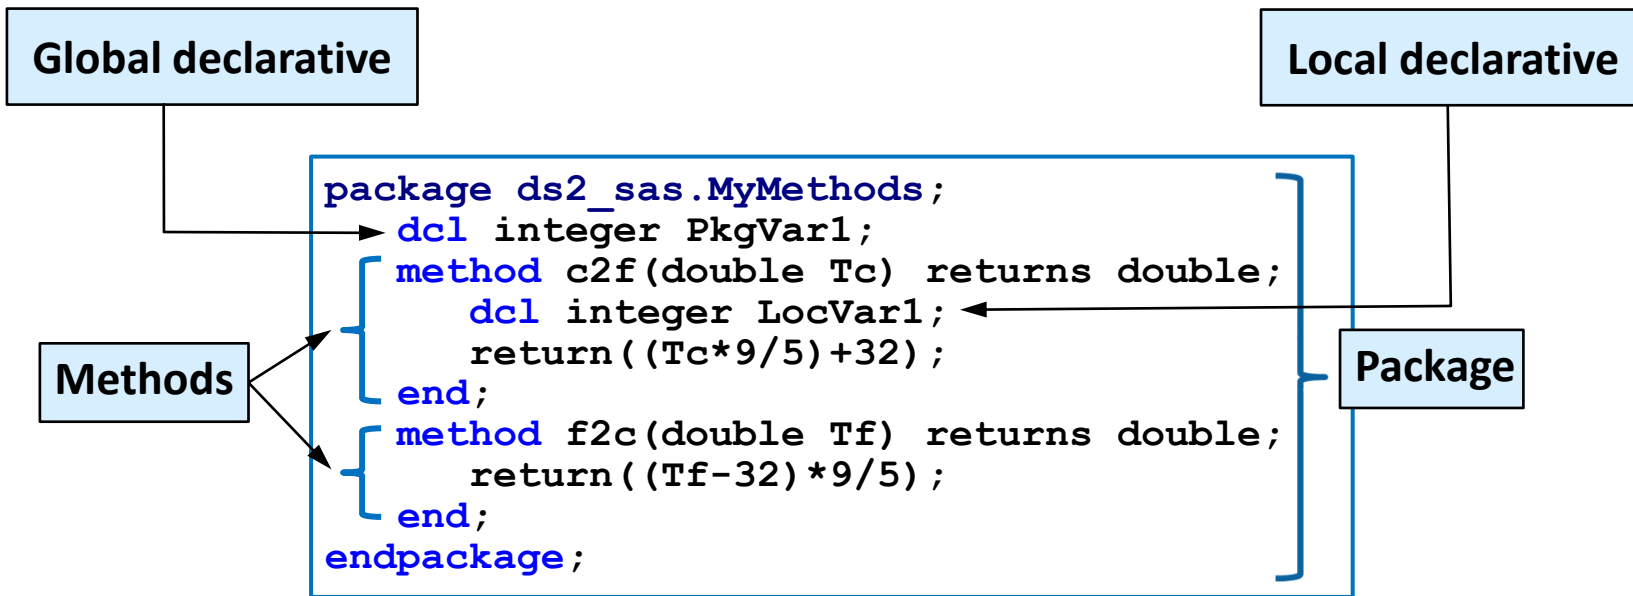 Global declarative
Local declarative
package ds2_sas.MyMethods;
dcl integer PkgVar1;
method c2f(double Tc) returns double;
dcl integer LocVar1;
return((Tc*9/5)+32);
end;
method f2c(double Tf) returns double;
return((Tf-32)*9/5);
end;
endpackage;
Methods
Package